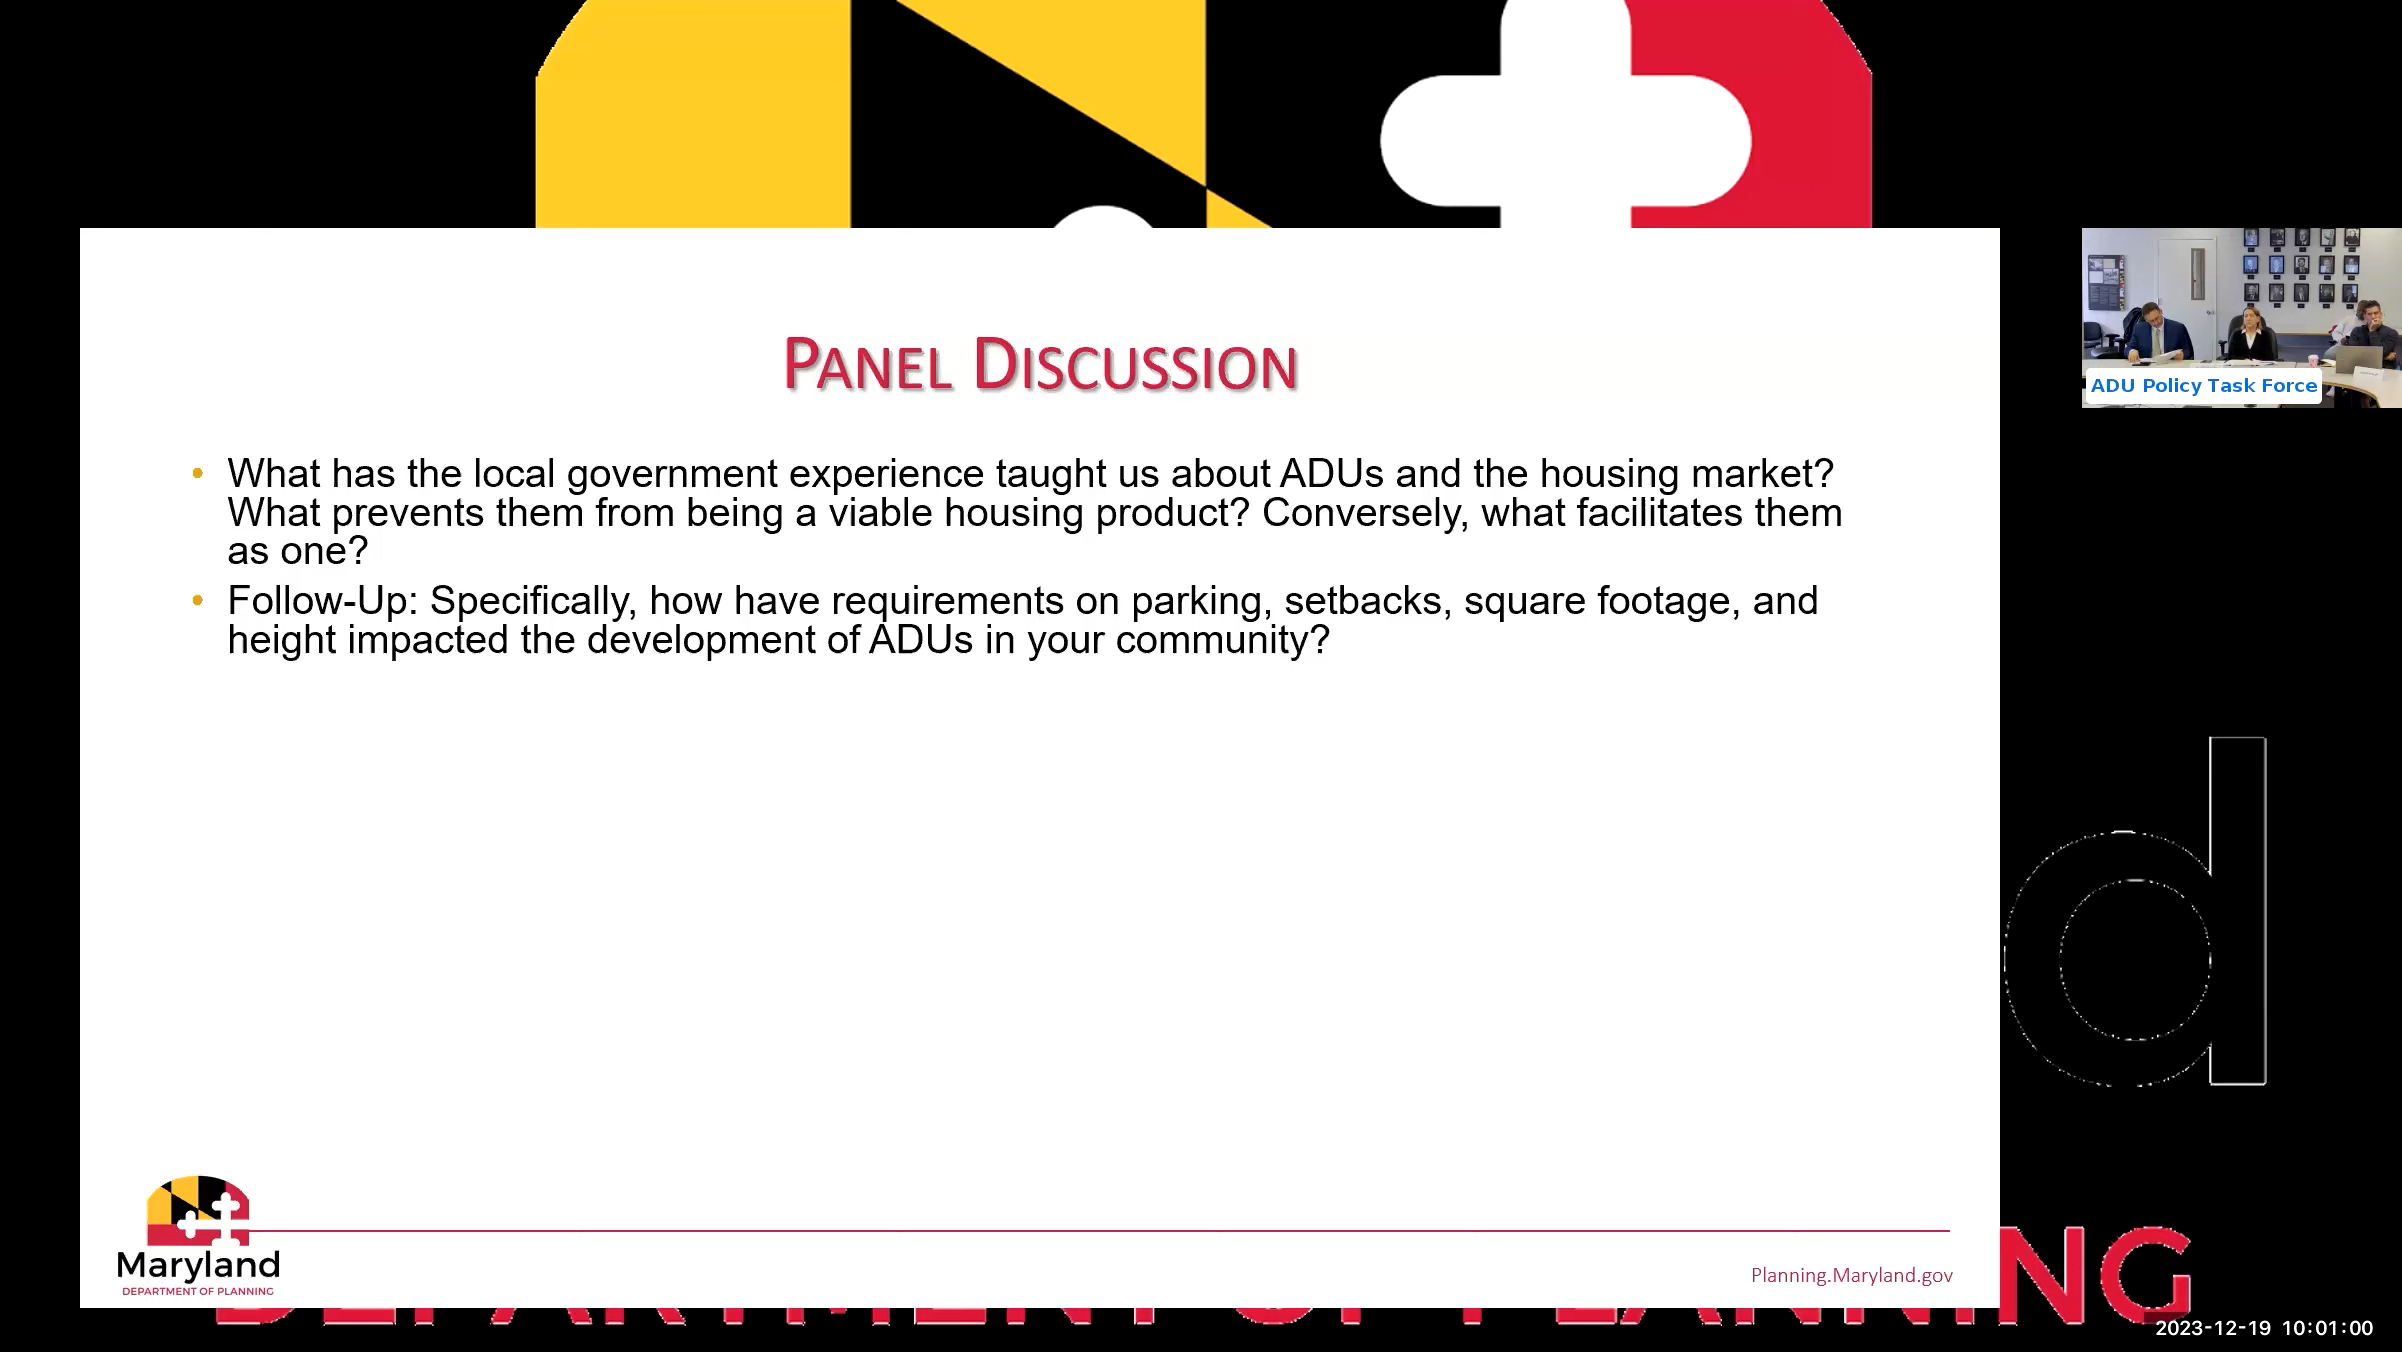 PANEL DISCUSSION
• What has the local government experience taught us about ADUs and the housing market?
What prevents them from being a viable housing product? Conversely, what facilitates them
as one?
• Follow-Up: Specifically, how have requirements on parking, setbacks, square footage, and
height impacted the development of ADUs in your community?
ADU Policy Task Force
d
Maryland
DEPARTMENT OF PLANNING
Planning.Maryland.gov
DEPARTMENT OF PLANNING
2023-12-19 10:01:00